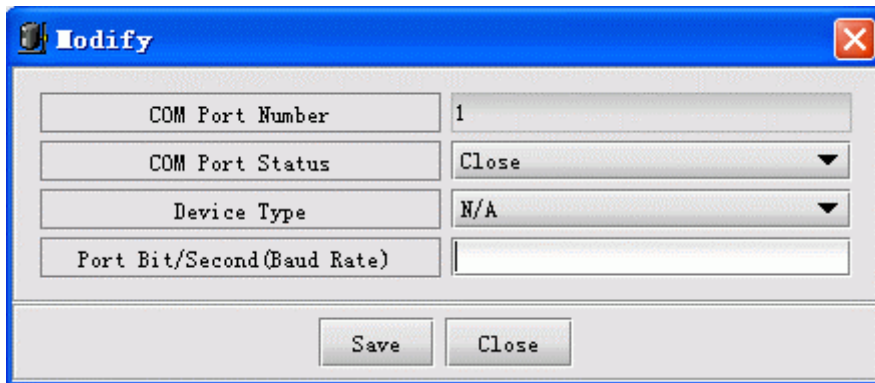 Modify
COM Port Number 1
COM Port Status Close
Device Type N/A
Port Bit/Second(Baud Rate)
Save Close